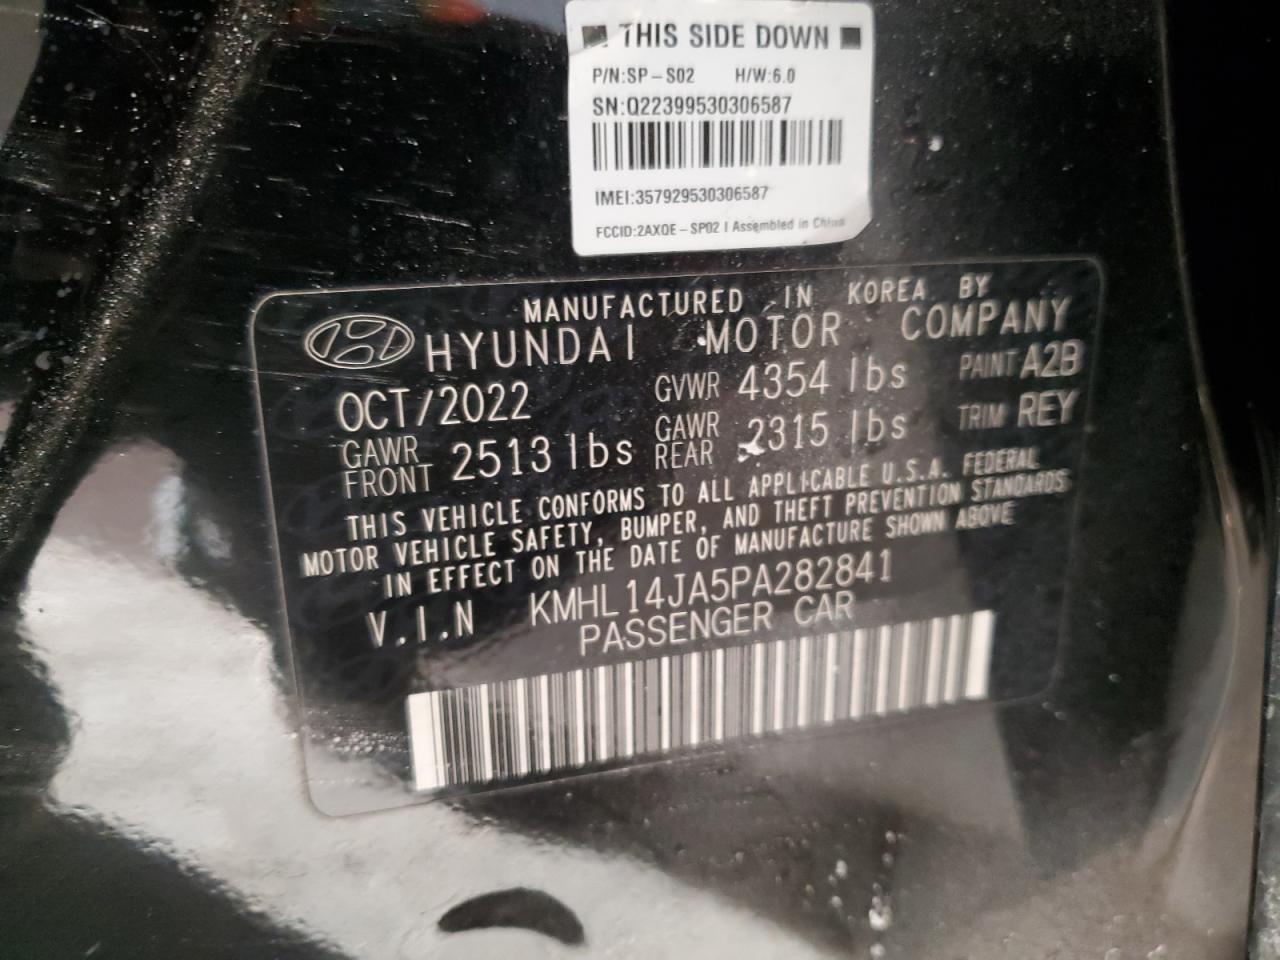 THIS SIDE DOWN
P/N:SP-S02 H/W:6.0
SN:Q22399530306587
IMEI:357929530306587
FCCID:2AXQE-SP02 | Assembled in China
MANUFACTURED IN KOREA BY
HYUNDAI MOTOR COMPANY
OCT/2022 GVWR 4354 lbs PAINT A2B
GAWR FRONT 2513 lbs GAWR REAR 2315 lbs TRIM REY
THIS VEHICLE CONFORMS TO ALL APPLICABLE U.S.A. FEDERAL
MOTOR VEHICLE SAFETY, BUMPER, AND THEFT PREVENTION STANDARDS
IN EFFECT ON THE DATE OF MANUFACTURE SHOWN ABOVE
V.I.N KMHL14JA5PA282841
PASSENGER CAR